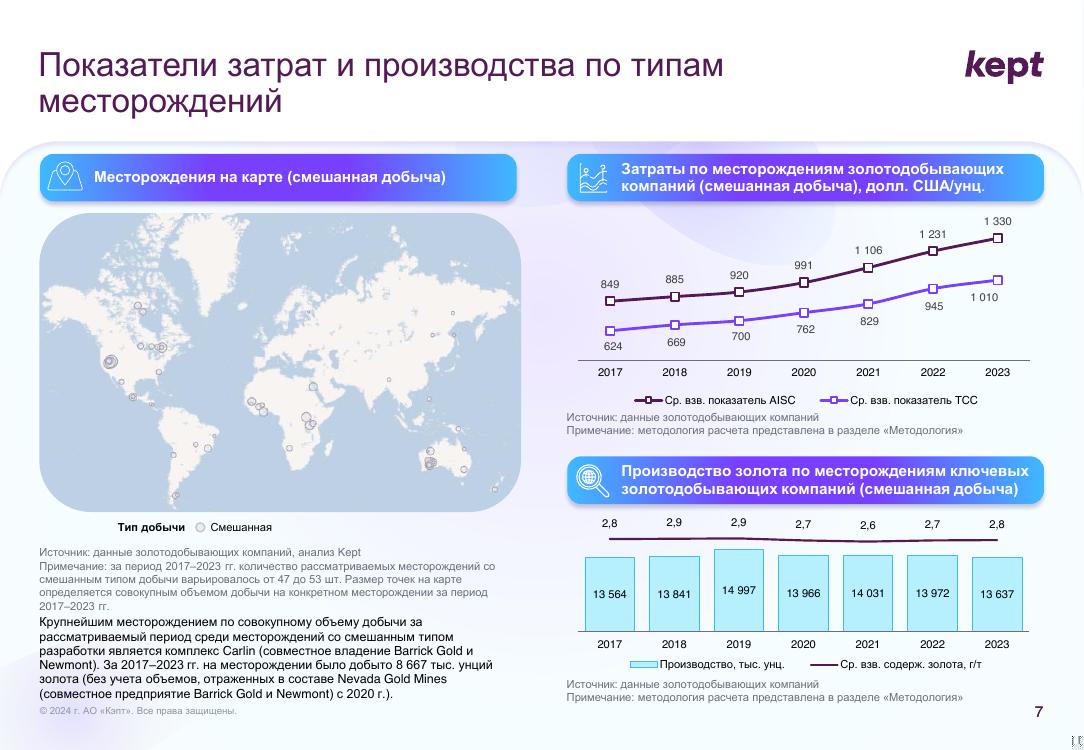 Показатели затрат и производства по типам
месторождений
kept
Месторождения на карте (смешанная добыча)
Тип добычи Смешанная
Источник: данные золотодобывающих компаний, анализ Kept
Примечание: за период 2017–2023 гг. количество рассматриваемых месторождений со
смешанным типом добычи варьировалось от 47 до 53 шт. Размер точек на карте
определяется совокупным объемом добычи на конкретном месторождении за период
2017–2023 гг.
Крупнейшим месторождением по совокупному объему добычи за
рассматриваемый период среди месторождений со смешанным типом
разработки является комплекс Carlin (совместное владение Barrick Gold и
Newmont). За 2017–2023 гг. на месторождении было добыто 8 667 тыс. унций
золота (без учета объемов, отраженных в составе Nevada Gold Mines
(совместное предприятие Barrick Gold и Newmont) с 2020 г.).
© 2024 г. АО «Кэпт». Все права защищены.
Затраты по месторождениям золотодобывающих
компаний (смешанная добыча), долл. США/унц.
849 885 920 991 1 106 1 231 1 330
624 669 700 762 829 945 1 010
2017 2018 2019 2020 2021 2022 2023
Ср. взв. показатель AISC Ср. взв. показатель TCC
Источник: данные золотодобывающих компаний
Примечание: методология расчета представлена в разделе «Методология»
Производство золота по месторождениям ключевых
золотодобывающих компаний (смешанная добыча)
2,8 2,9 2,9 2,7 2,6 2,7 2,8
13 564 13 841 14 997 13 966 14 031 13 972 13 637
2017 2018 2019 2020 2021 2022 2023
Производство, тыс. унц. Ср. взв. содерж. золота, г/т
Источник: данные золотодобывающих компаний
Примечание: методология расчета представлена в разделе «Методология»
7